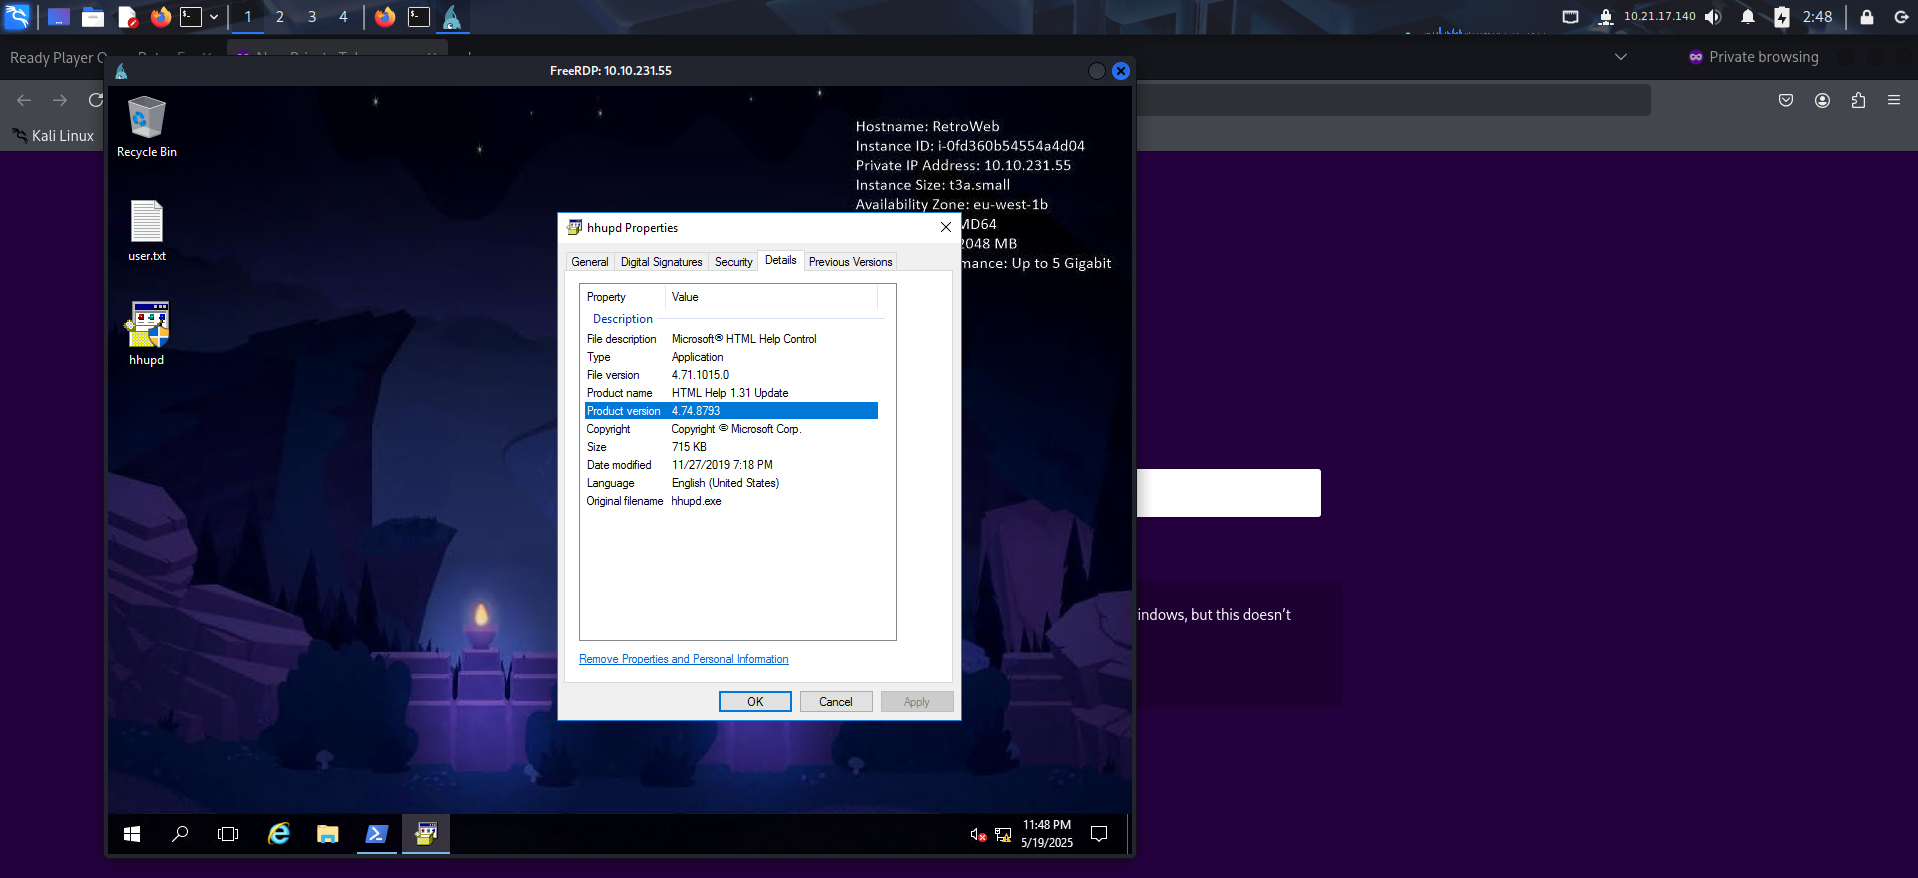 1 2 3 4
10.21.17.140
2:48
Ready Player
Private browsing
Kali Linux
FreeRDP: 10.10.231.55
Recycle Bin
user.txt
hhupd
Hostname: RetroWeb
Instance ID: i-0fd360b54554a4d04
Private IP Address: 10.10.231.55
Instance Size: t3a.small
Availability Zone: eu-west-1b
MD64
2048 MB
mance: Up to 5 Gigabit
hhupd Properties
General Digital Signatures Security Details Previous Versions
Property Value
Description
File description Microsoft® HTML Help Control
Type Application
File version 4.71.1015.0
Product name HTML Help 1.31 Update
Product version 4.74.8793
Copyright Copyright © Microsoft Corp.
Size 715 KB
Date modified 11/27/2019 7:18 PM
Language English (United States)
Original filename hhupd.exe
Remove Properties and Personal Information
OK Cancel Apply
indows, but this doesn't
11:48 PM
5/19/2025